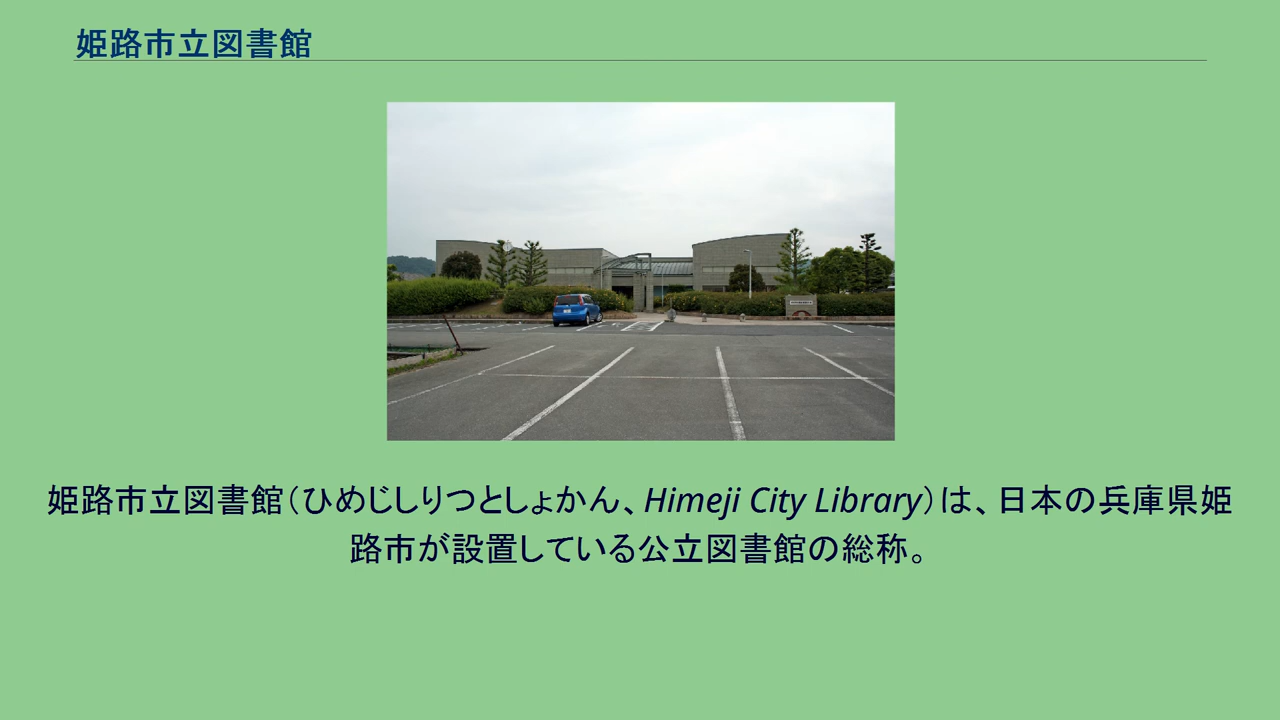 姫路市立図書館
姫路市立図書館（ひめじしりつとしょかん、Himeji City Library）は、日本の兵庫県姫
路市が設置している公立図書館の総称。